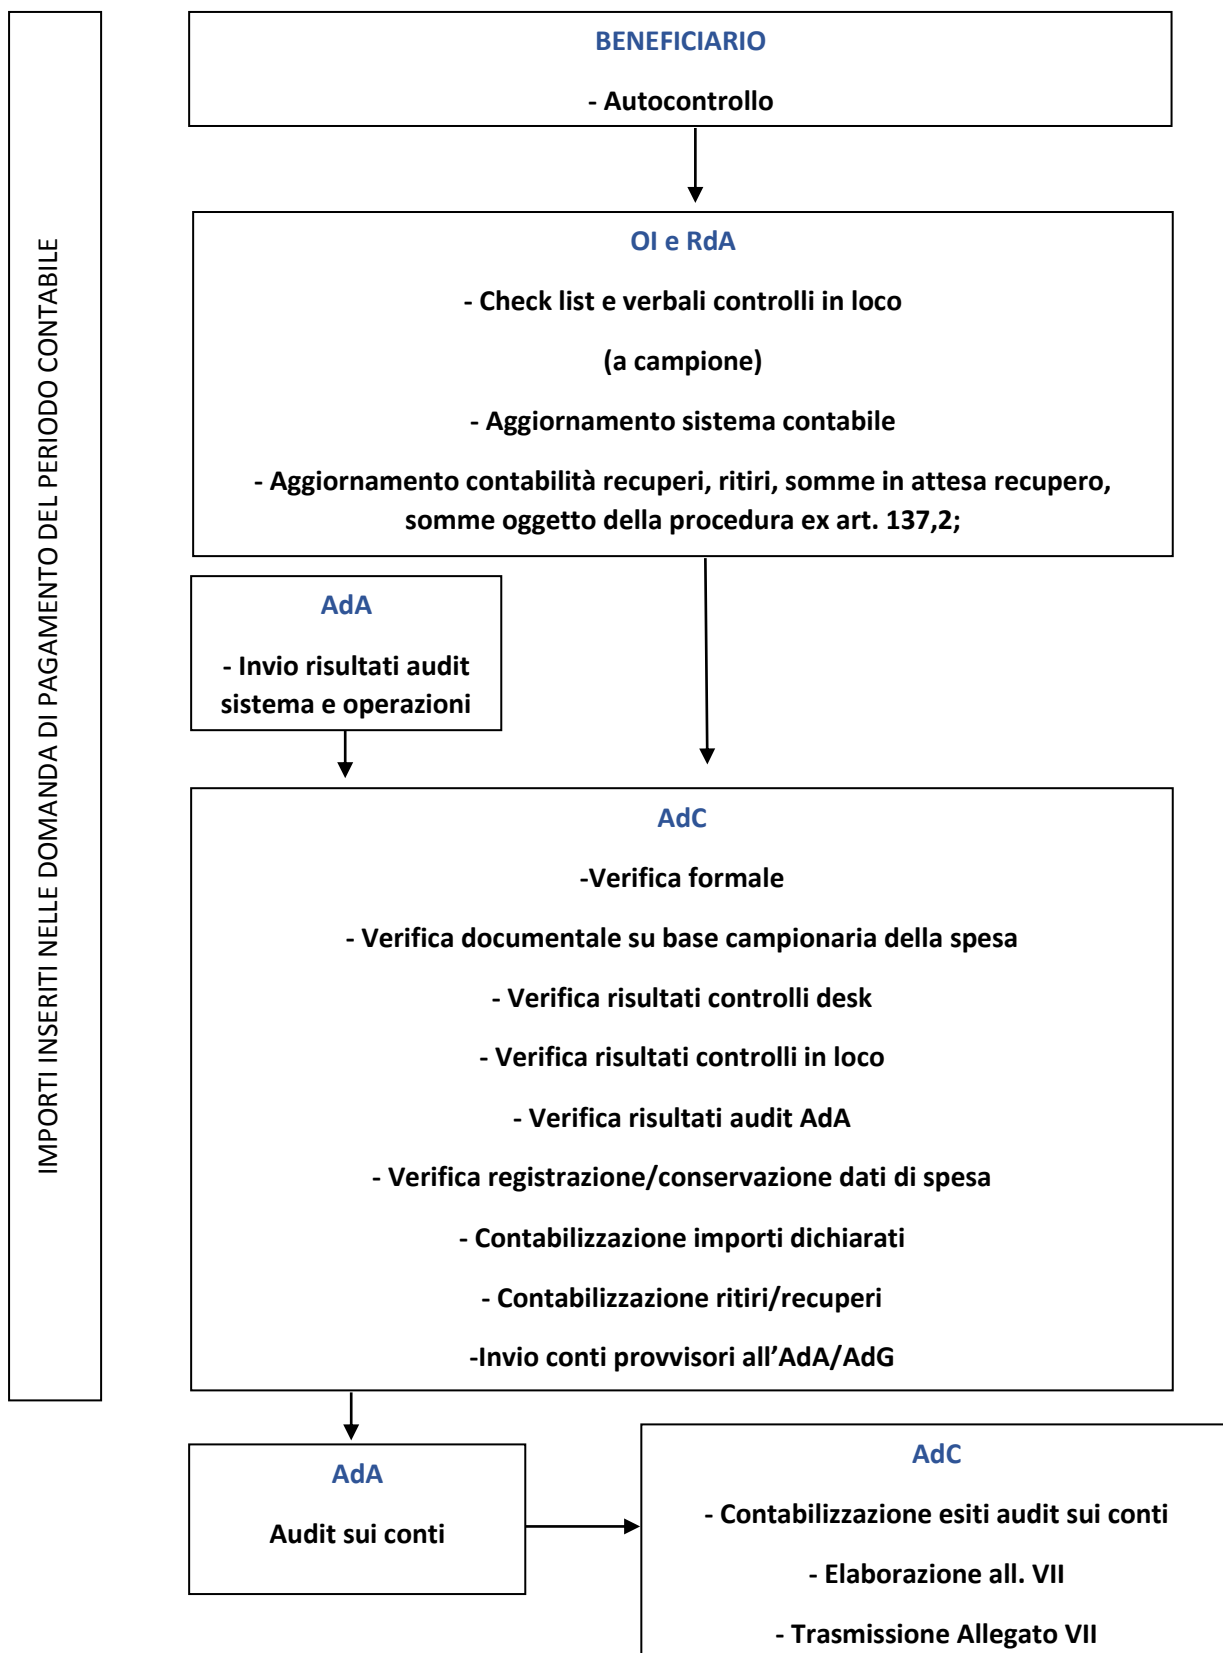 IMPORTI INSERITI NELLE DOMANDA DI PAGAMENTO DEL PERIODO CONTABILE
BENEFICIARIO
- Autocontrollo
OI e RdA
- Check list e verbali controlli in loco
(a campione)
- Aggiornamento sistema contabile
- Aggiornamento contabilità recuperi, ritiri, somme in attesa recupero,
somme oggetto della procedura ex art. 137,2;
AdA
- Invio risultati audit
sistema e operazioni
AdC
-Verifica formale
- Verifica documentale su base campionaria della spesa
- Verifica risultati controlli desk
- Verifica risultati controlli in loco
- Verifica risultati audit AdA
- Verifica registrazione/conservazione dati di spesa
- Contabilizzazione importi dichiarati
- Contabilizzazione ritiri/recuperi
-Invio conti provvisori all’AdA/AdG
AdA
Audit sui conti
AdC
- Contabilizzazione esiti audit sui conti
- Elaborazione all. VII
- Trasmissione Allegato VII